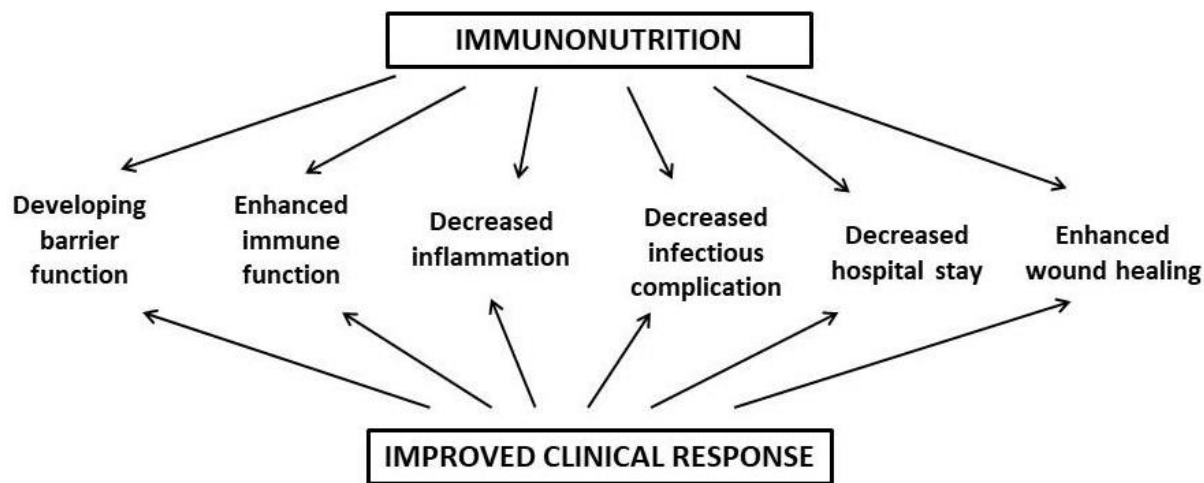 IMMUNONUTRITION
Developing
barrier
function
Enhanced
immune
function
Decreased
inflammation
Decreased
infectious
complication
Decreased
hospital stay
Enhanced
wound healing
IMPROVED CLINICAL RESPONSE